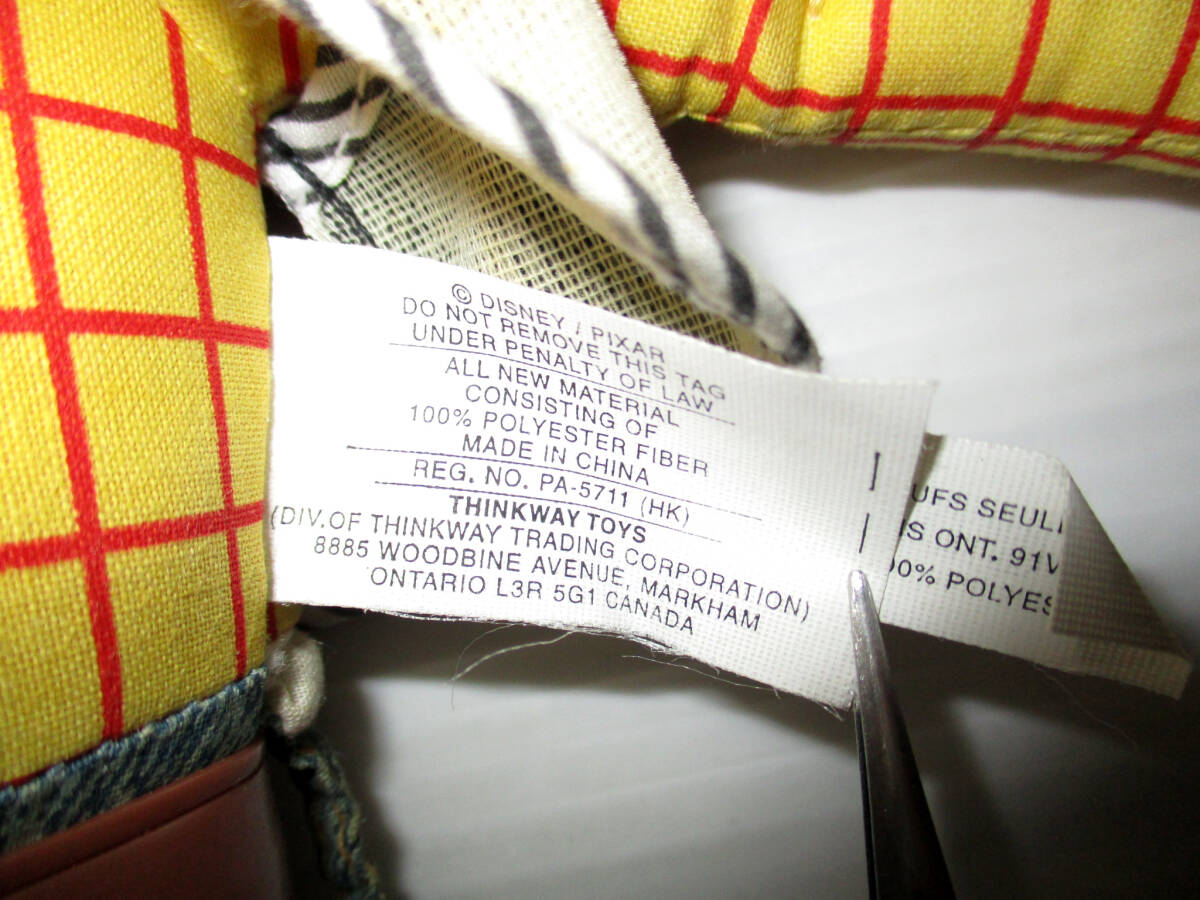 © DISNEY / PIXAR
DO NOT REMOVE THIS TAG
UNDER PENALTY OF LAW
ALL NEW MATERIAL
CONSISTING OF
100% POLYESTER FIBER
MADE IN CHINA
REG. NO. PA-5711 (HK)
THINKWAY TOYS
(DIV.OF THINKWAY TRADING CORPORATION)
8885 WOODBINE AVENUE, MARKHAM
ONTARIO L3R 5G1 CANADA
UFS SEUL
S ONT. 91V
00% POLYES